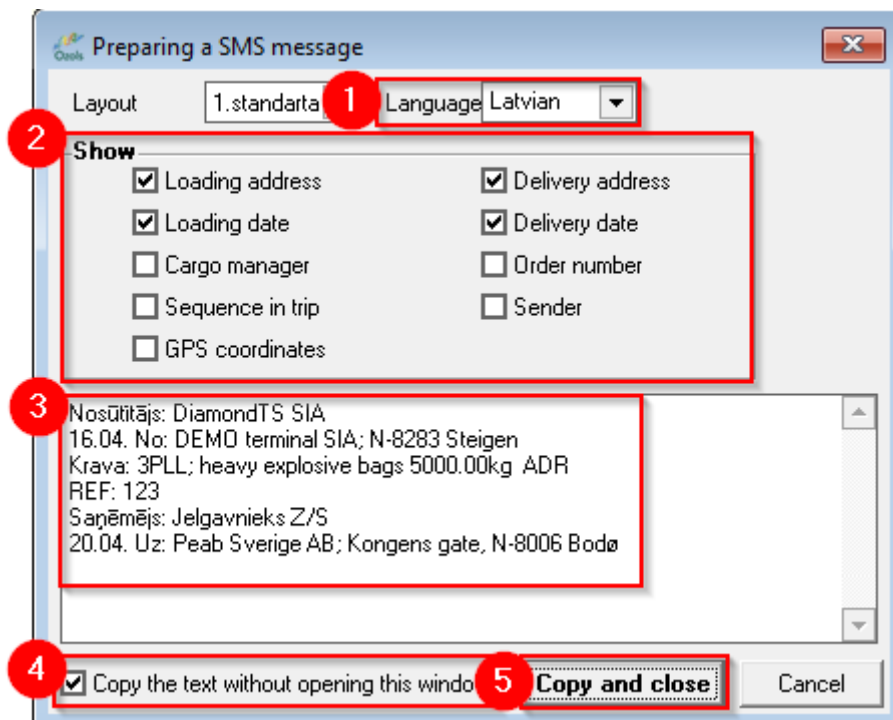 Ozols Preparing a SMS message
Layout 1.standarta 1 Language Latvian
2
Show
Loading address Delivery address
Loading date Delivery date
Cargo manager Order number
Sequence in trip Sender
GPS coordinates
3
Nosūtītājs: DiamondTS SIA
16.04. No: DEMO terminal SIA; N-8283 Steigen
Krava: 3PLL; heavy explosive bags 5000.00kg ADR
REF: 123
Saņēmējs: Jelgavnieks Z/S
20.04. Uz: Peab Sverige AB; Kongens gate, N-8006 Bodø
4
Copy the text without opening this windo 5 Copy and close Cancel